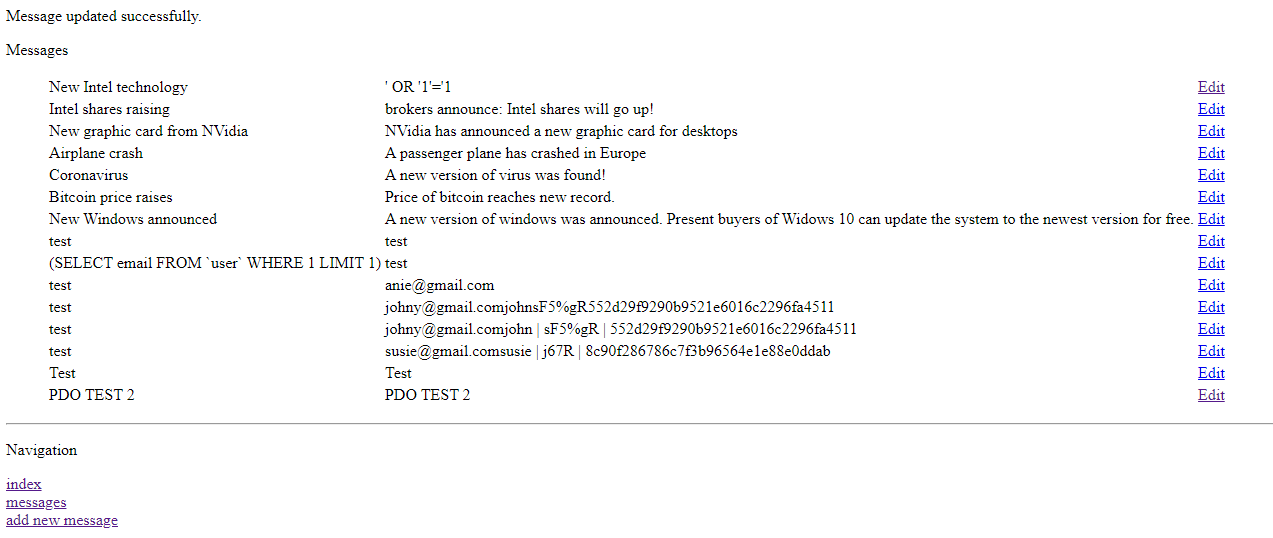 Message updated successfully.
Messages
New Intel technology ' OR '1'='1 Edit
Intel shares raising brokers announce: Intel shares will go up! Edit
New graphic card from NVidia NVidia has announced a new graphic card for desktops Edit
Airplane crash A passenger plane has crashed in Europe Edit
Coronavirus A new version of virus was found! Edit
Bitcoin price raises Price of bitcoin reaches new record. Edit
New Windows announced A new version of windows was announced. Present buyers of Widows 10 can update the system to the newest version for free. Edit
test test Edit
(SELECT email FROM `user` WHERE 1 LIMIT 1) test Edit
test anie@gmail.com Edit
test johny@gmail.comjohnsF5%gR552d29f9290b9521e6016c2296fa4511 Edit
test johny@gmail.comjohn | sF5%gR | 552d29f9290b9521e6016c2296fa4511 Edit
test susie@gmail.comsusie | j67R | 8c90f286786c7f3b96564e1e88e0ddab Edit
Test Test Edit
PDO TEST 2 PDO TEST 2 Edit
Navigation
index
messages
add new message